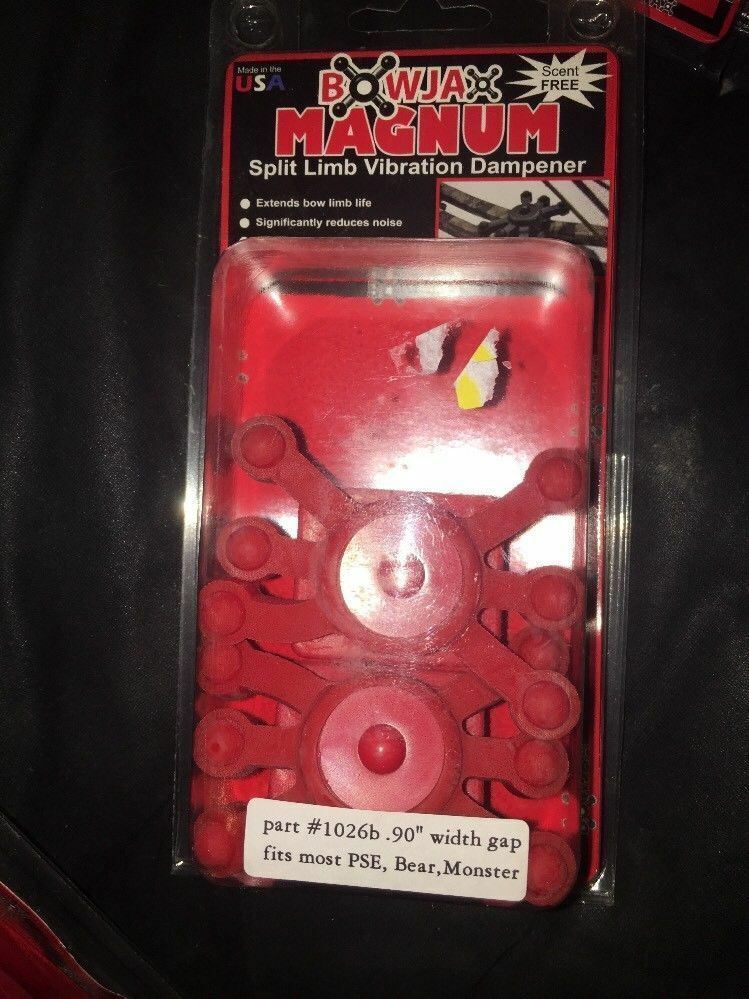 Made in the
USA
BOWJAX
Scent
FREE
MAGNUM
Split Limb Vibration Dampener
Extends bow limb life
Significantly reduces noise
part #1026b .90" width gap
fits most PSE, Bear,Monster